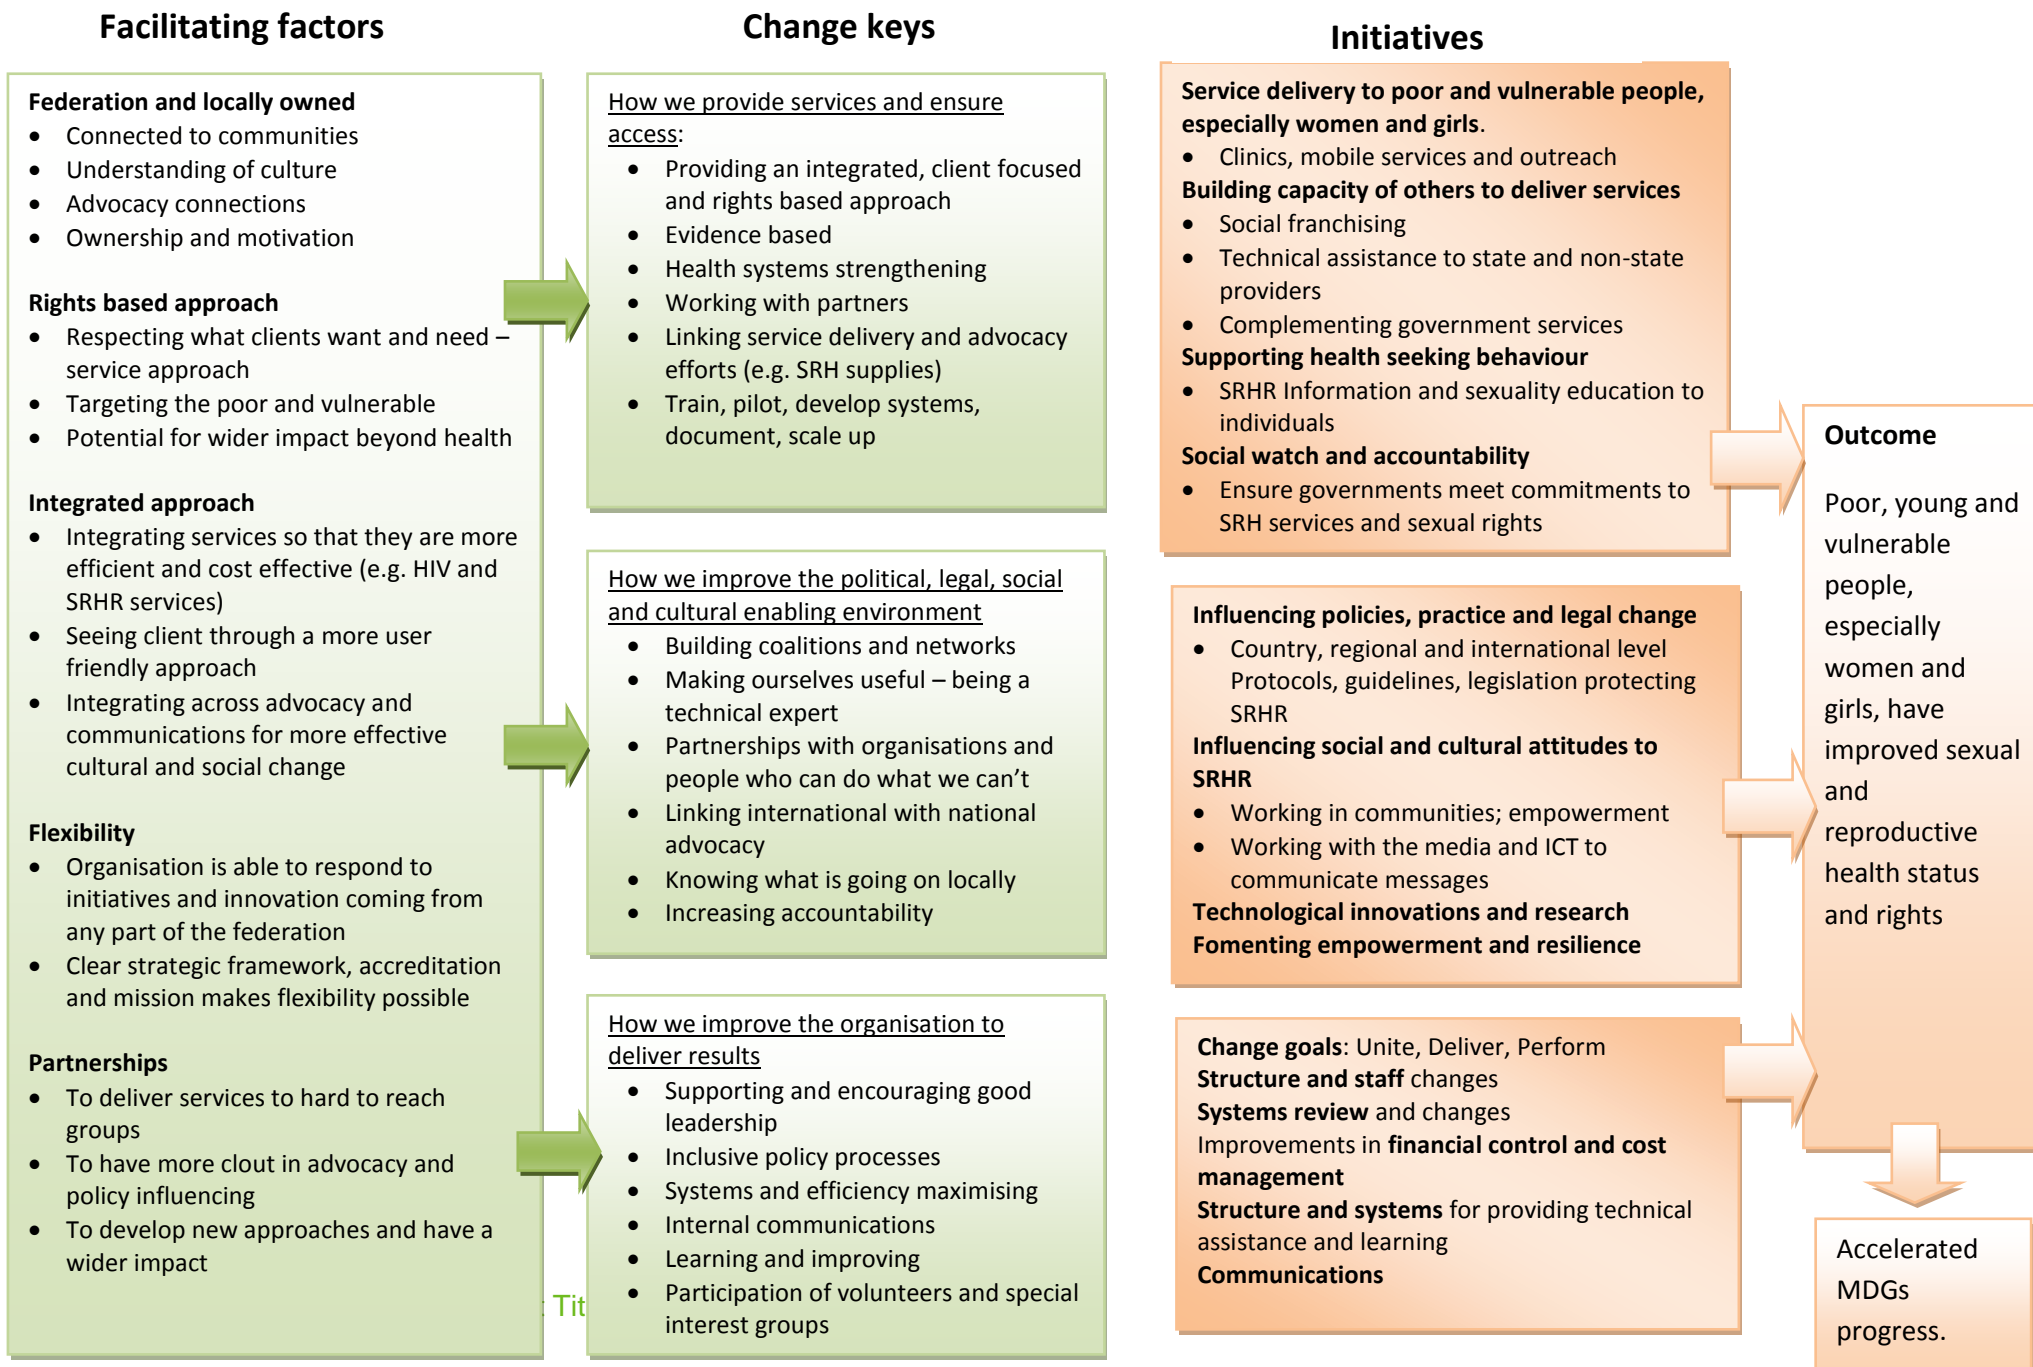 Facilitating factors
Federation and locally owned
• Connected to communities
• Understanding of culture
• Advocacy connections
• Ownership and motivation
Rights based approach
• Respecting what clients want and need –
service approach
• Targeting the poor and vulnerable
• Potential for wider impact beyond health
Integrated approach
• Integrating services so that they are more
efficient and cost effective (e.g. HIV and
SRHR services)
• Seeing client through a more user
friendly approach
• Integrating across advocacy and
communications for more effective
cultural and social change
Flexibility
• Organisation is able to respond to
initiatives and innovation coming from
any part of the federation
• Clear strategic framework, accreditation
and mission makes flexibility possible
Partnerships
• To deliver services to hard to reach
groups
• To have more clout in advocacy and
policy influencing
• To develop new approaches and have a
wider impact
: Tit
Change keys
How we provide services and ensure
access:
• Providing an integrated, client focused
and rights based approach
• Evidence based
• Health systems strengthening
• Working with partners
• Linking service delivery and advocacy
efforts (e.g. SRH supplies)
• Train, pilot, develop systems,
document, scale up
How we improve the political, legal, social
and cultural enabling environment
• Building coalitions and networks
• Making ourselves useful – being a
technical expert
• Partnerships with organisations and
people who can do what we can't
• Linking international with national
advocacy
• Knowing what is going on locally
• Increasing accountability
How we improve the organisation to
deliver results
• Supporting and encouraging good
leadership
• Inclusive policy processes
• Systems and efficiency maximising
• Internal communications
• Learning and improving
• Participation of volunteers and special
interest groups
Initiatives
Service delivery to poor and vulnerable people,
especially women and girls.
• Clinics, mobile services and outreach
Building capacity of others to deliver services
• Social franchising
• Technical assistance to state and non-state
providers
• Complementing government services
Supporting health seeking behaviour
• SRHR Information and sexuality education to
individuals
Social watch and accountability
• Ensure governments meet commitments to
SRH services and sexual rights
Influencing policies, practice and legal change
• Country, regional and international level
Protocols, guidelines, legislation protecting
SRHR
Influencing social and cultural attitudes to
SRHR
• Working in communities; empowerment
• Working with the media and ICT to
communicate messages
Technological innovations and research
Fomenting empowerment and resilience
Change goals: Unite, Deliver, Perform
Structure and staff changes
Systems review and changes
Improvements in financial control and cost
management
Structure and systems for providing technical
assistance and learning
Communications
Outcome
Poor, young and
vulnerable
people,
especially
women and
girls, have
improved sexual
and
reproductive
health status
and rights
Accelerated
MDGs
progress.